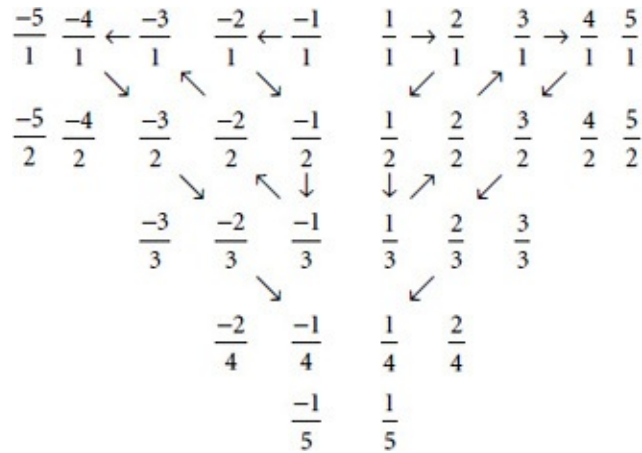 -5/1 -4/1 ← -3/1 -2/1 ← -1/1 1/1 → 2/1 3/1 → 4/1 5/1
↘ ↖ ↘ ↙ ↗ ↙
-5/2 -4/2 -3/2 -2/2 -1/2 1/2 2/2 3/2 4/2 5/2
↘ ↖ ↓ ↓ ↗ ↙
-3/3 -2/3 -1/3 1/3 2/3 3/3
↘ ↙
-2/4 -1/4 1/4 2/4
-1/5 1/5